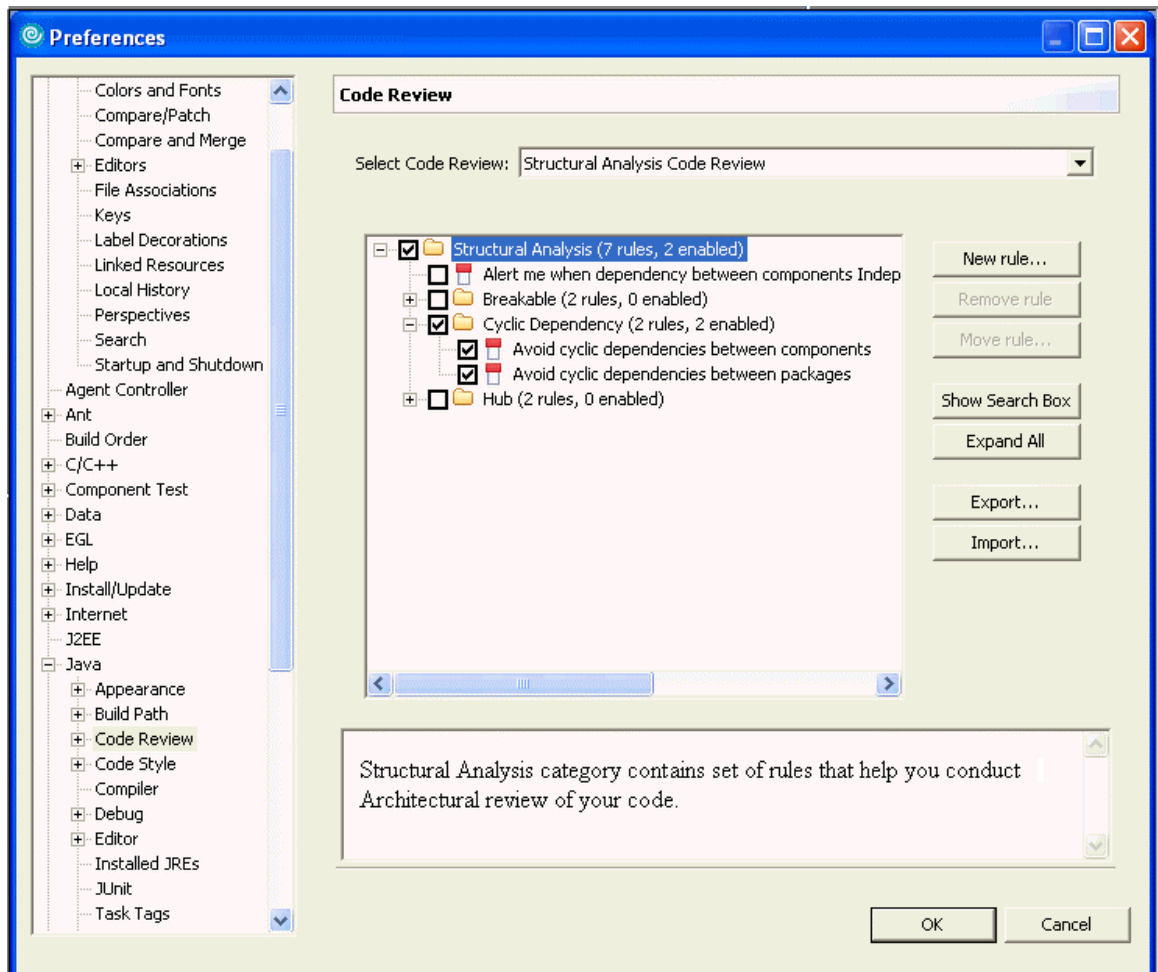 Preferences
Colors and Fonts
Compare/Patch
Compare and Merge
Editors
File Associations
Keys
Label Decorations
Linked Resources
Local History
Perspectives
Search
Startup and Shutdown
Agent Controller
Ant
Build Order
C/C++
Component Test
Data
EGL
Help
Install/Update
Internet
J2EE
Java
Appearance
Build Path
Code Review
Code Style
Compiler
Debug
Editor
Installed JREs
JUnit
Task Tags
Code Review
Select Code Review: Structural Analysis Code Review
Structural Analysis (7 rules, 2 enabled)
Alert me when dependency between components Indep
Breakable (2 rules, 0 enabled)
Cyclic Dependency (2 rules, 2 enabled)
Avoid cyclic dependencies between components
Avoid cyclic dependencies between packages
Hub (2 rules, 0 enabled)
New rule...
Remove rule
Move rule...
Show Search Box
Expand All
Export...
Import...
Structural Analysis category contains set of rules that help you conduct
Architectural review of your code.
OK
Cancel